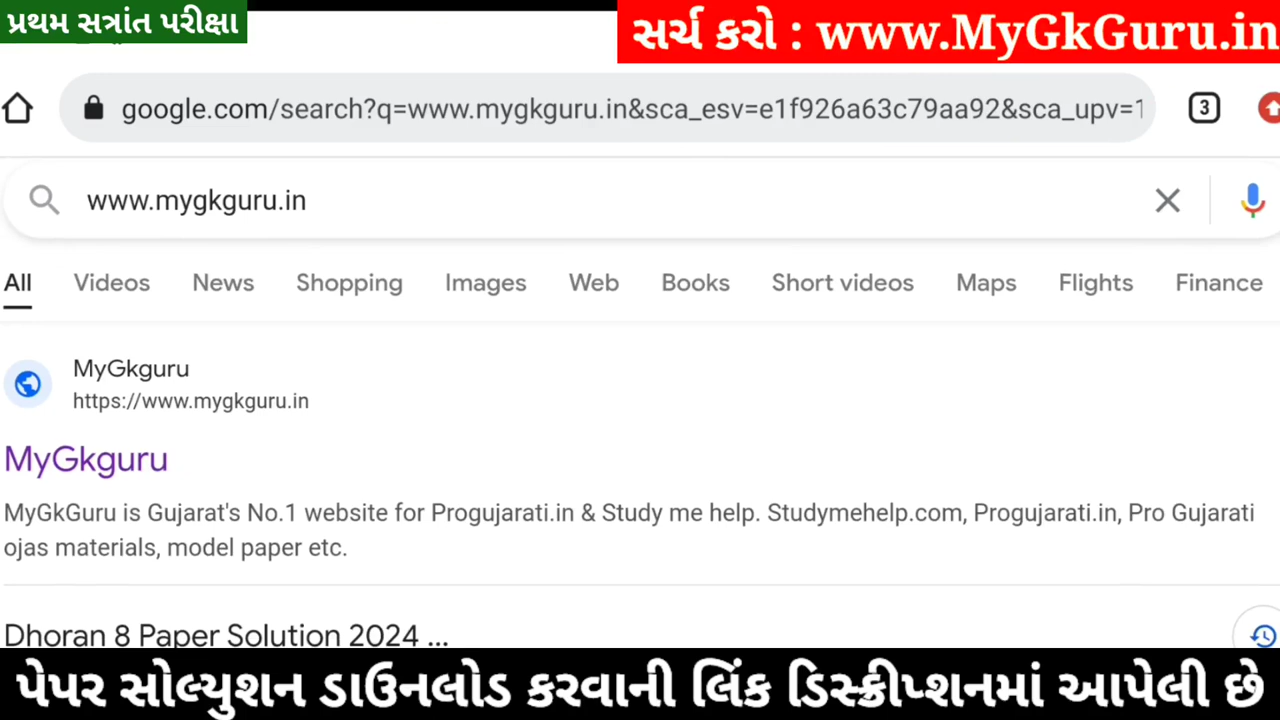 પ્રથમ સત્રાંત પરીક્ષા
સર્ચ કરો : www.MyGkGuru.in
google.com/search?q=www.mygkguru.in&sca_esv=e1f926a63c79aa92&sca_upv=1
3
www.mygkguru.in
All Videos News Shopping Images Web Books Short videos Maps Flights Finance
MyGkguru
https://www.mygkguru.in
MyGkguru
MyGkGuru is Gujarat's No.1 website for Progujarati.in & Study me help. Studymehelp.com, Progujarati.in, Pro Gujarati
ojas materials, model paper etc.
Dhoran 8 Paper Solution 2024 ...
પેપર સોલ્યુશન ડાઉનલોડ કરવાની લિંક ડિસ્ક્રીપ્શનમાં આપેલી છે